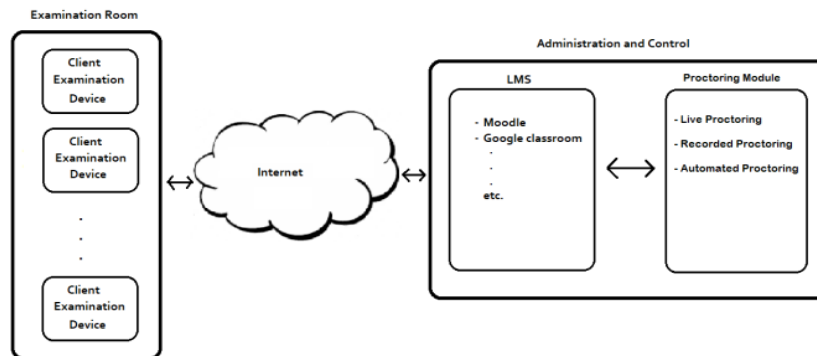 Examination Room
Client
Examination
Device
Client
Examination
Device
.
.
.
Client
Examination
Device
Internet
Administration and Control
LMS
- Moodle
- Google classroom
.
.
.
etc.
Proctoring Module
- Live Proctoring
- Recorded Proctoring
- Automated Proctoring